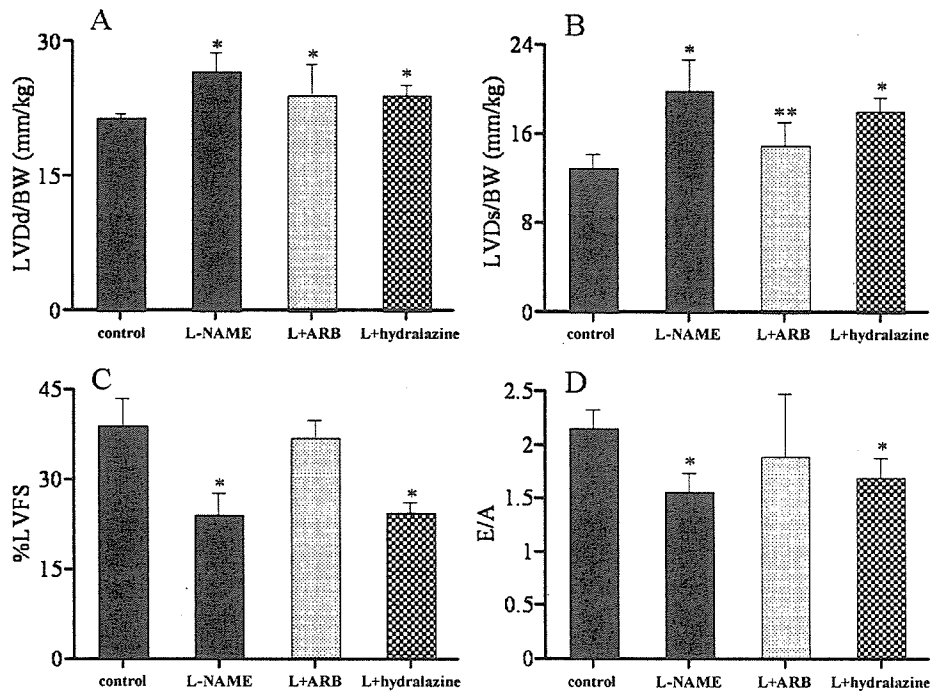 A
LVDd/BW (mm/kg)
30
15
0
* * *
control L-NAME L+ARB L+hydralazine
B
LVDs/BW (mm/kg)
24
16
8
0
* ** *
control L-NAME L+ARB L+hydralazine
C
%LVFS
45
30
15
0
* *
control L-NAME L+ARB L+hydralazine
D
E/A
2.5
2
1.5
1
0.5
0
* *
control L-NAME L+ARB L+hydralazine